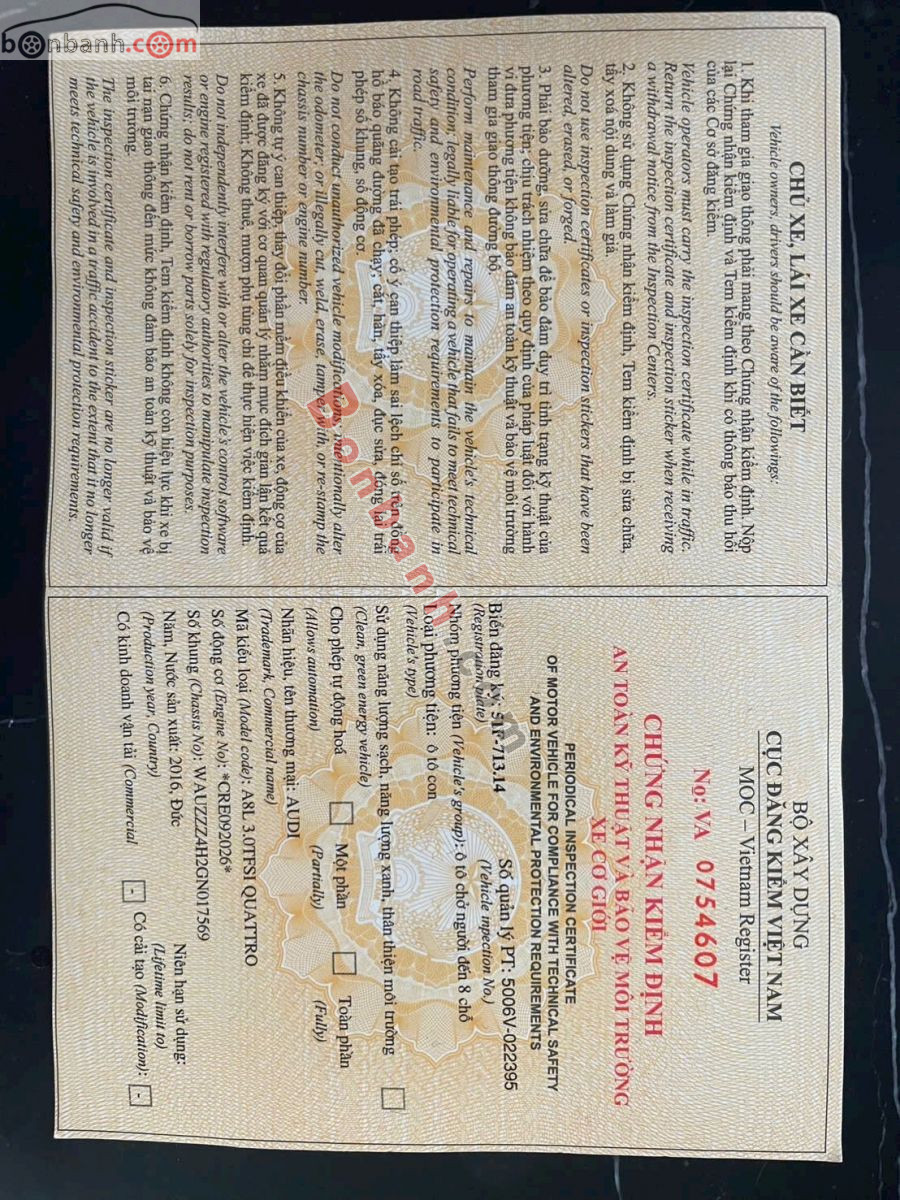 bonbanh.com
CHỦ XE, LÁI XE CẦN BIẾT
Vehicle owners, drivers should be aware of the followings:
1. Khi tham gia giao thông phải mang theo Chứng nhận kiểm định. Nộp
lại Chứng nhận kiểm định và Tem kiểm định khi có thông báo thu hồi
của các Cơ sở đăng kiểm.
Vehicle operators must carry the inspection certificate while in traffic.
Return the inspection certificate and inspection sticker when receiving
a withdrawal notice from the Inspection Centers.
2. Không sử dụng Chứng nhận kiểm định, Tem kiểm định bị sửa chữa,
tẩy xóa nội dung và làm giả.
Do not use inspection certificates or inspection stickers that have been
altered, erased, or forged.
3. Phải bảo dưỡng, sửa chữa để bảo đảm duy trì tình trạng kỹ thuật của
phương tiện; chịu trách nhiệm theo quy định của pháp luật đối với hành
vi đưa phương tiện không bảo đảm an toàn kỹ thuật và bảo vệ môi trường
tham gia giao thông đường bộ.
Perform maintenance and repairs to maintain the vehicle's technical
condition; legally liable for operating a vehicle that fails to meet technical
safety and environmental protection requirements to participate in
road traffic.
4. Không cải tạo trái phép; cố ý can thiệp làm sai lệch chỉ số trên đồng
hồ báo quãng đường đã chạy; cắt, hàn, tẩy xóa, đục sửa, đóng lại trái
phép số khung, số động cơ.
Do not conduct unauthorized vehicle modifications; intentionally alter
the odometer; or illegally cut, weld, erase, tamper with, or re-stamp the
chassis number or engine number.
5. Không tự ý can thiệp, thay đổi phần mềm điều khiển của xe, động cơ của
xe đã được đăng ký với cơ quan quản lý nhằm mục đích gian lận kết quả
kiểm định; Không thuê, mượn phụ tùng chỉ để thực hiện việc kiểm định.
Do not independently interfere with or alter the vehicle's control software
or engine registered with regulatory authorities to manipulate inspection
results; do not rent or borrow parts solely for inspection purposes.
6. Chứng nhận kiểm định, Tem kiểm định không còn hiệu lực khi xe bị
tai nạn giao thông đến mức không đảm bảo an toàn kỹ thuật và bảo vệ
môi trường.
The inspection certificate and inspection sticker are no longer valid if
the vehicle is involved in a traffic accident to the extent that it no longer
meets technical safety and environmental protection requirements.
BỘ XÂY DỰNG
CỤC ĐĂNG KIỂM VIỆT NAM
MOC – Vietnam Register
Nọ: VA 0754607
CHỨNG NHẬN KIỂM ĐỊNH
AN TOÀN KỸ THUẬT VÀ BẢO VỆ MÔI TRƯỜNG
XE CƠ GIỚI
PERIODICAL INSPECTION CERTIFICATE
OF MOTOR VEHICLE FOR COMPLIANCE WITH TECHNICAL SAFETY
AND ENVIRONMENTAL PROTECTION REQUIREMENTS
Biển đăng ký: 51F-713.14 Số quản lý PT: 5006V-022395
(Registration plate) (Vehicle inpection No.)
Nhóm phương tiện (Vehicle's group): ô tô chở người đến 8 chỗ
Loại phương tiện: ô tô con
(Vehicle's type)
Sử dụng năng lượng sạch, năng lượng xanh, thân thiện môi trường
(Clean, green energy vehicle)
Cho phép tự động hoá Một phần Toàn phần
(Allows automation) (Partially) (Fully)
Nhãn hiệu, tên thương mại: AUDI
(Trademark, Commercial name)
Mã kiểu loại (Model code): A8L 3.0TFSI QUATTRO
Số động cơ (Engine No): *CRE092026*
Số khung (Chassis No): WAUZZZ4H2GN017569
Năm, Nước sản xuất: 2016, Đức Niên hạn sử dụng:
(Production year, Country) (Lifetime limit to)
Có kinh doanh vận tải (Commercial - Có cải tạo (Modification): -
Bonbanh.com